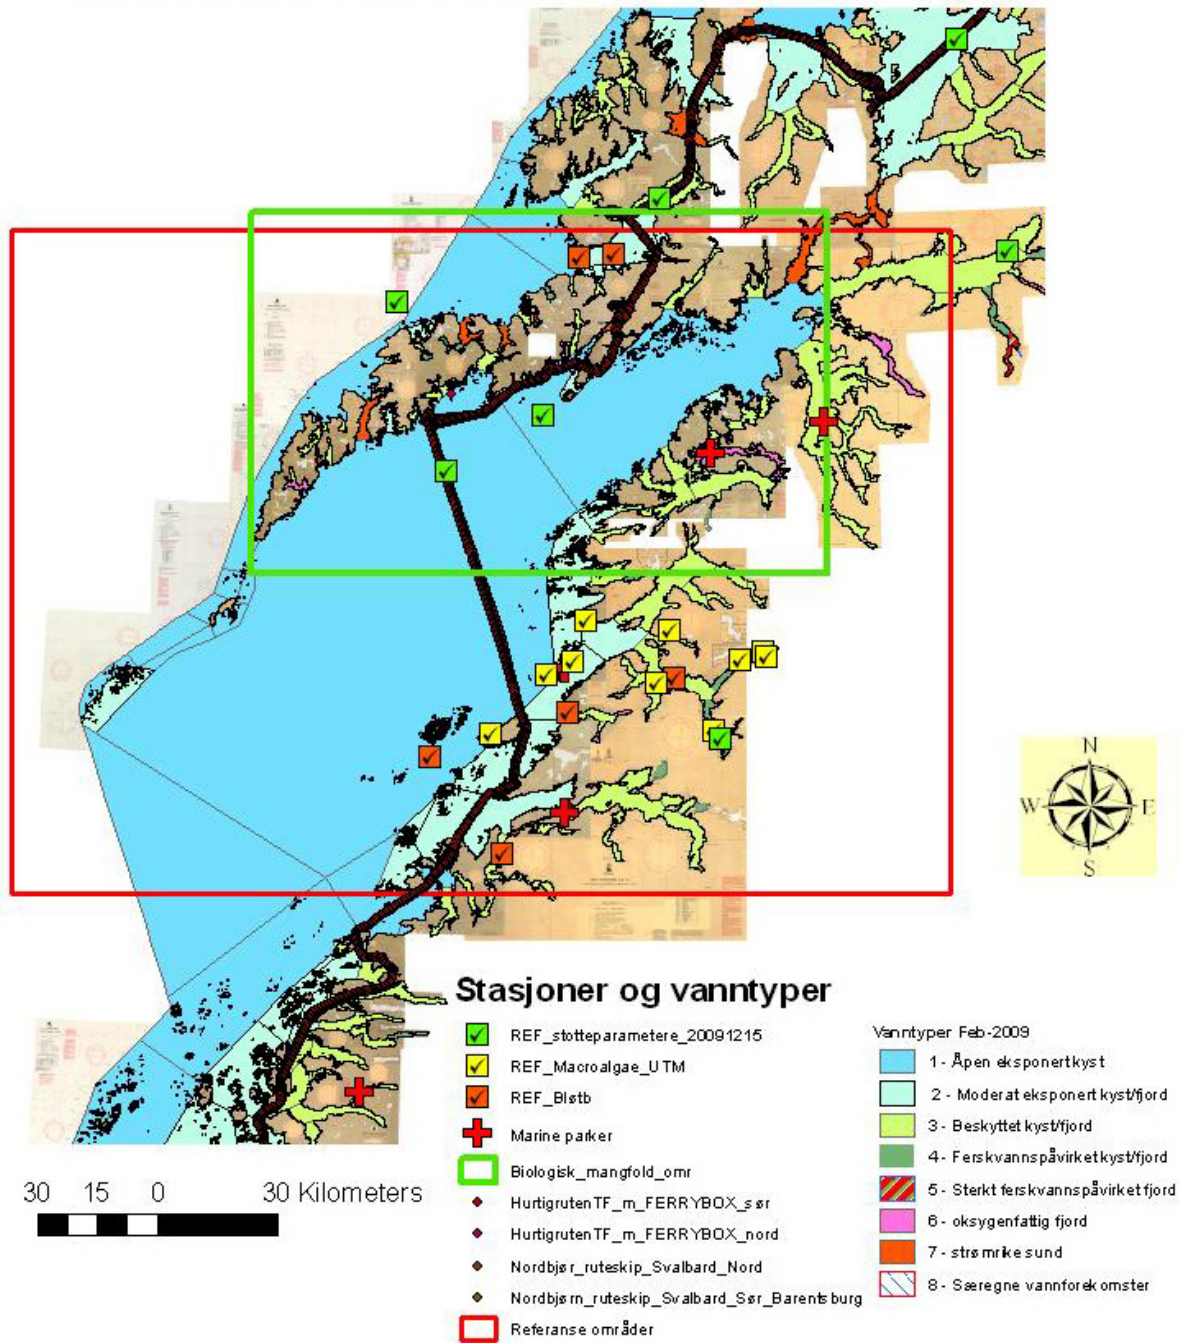 N
W E
S
Stasjoner og vanntyper
REF_stotteparametere_20091215
REF_Macroalgae_UTM
REF_Bløtb
Marine parker
Biologisk_mangfold_omr
HurtigrutenTF_m_FERRYBOX_sør
HurtigrutenTF_m_FERRYBOX_nord
Nordbjør_ruteskip_Svalbard_Nord
Nordbjørn_ruteskip_Svalbard_Sør_Barentsburg
Referanse områder
Vanntyper Feb-2009
1 - Åpen eksponert kyst
2 - Moderat eksponert kyst/fjord
3 - Beskyttet kyst/fjord
4 - Ferskvannspåvirket kyst/fjord
5 - Sterkt ferskvannspåvirket fjord
6 - oksygenfattig fjord
7 - strømrike sund
8 - Særegne vannforekomster
30 15 0 30 Kilometers